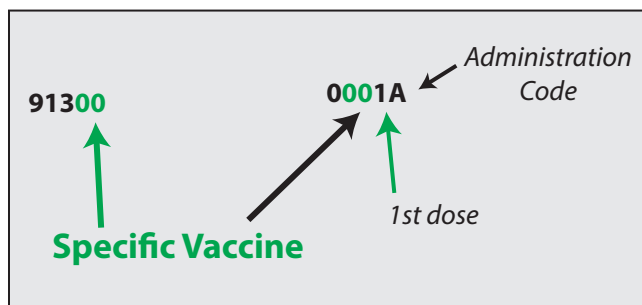 Administration
Code
91300
0001A
1st dose
Specific Vaccine